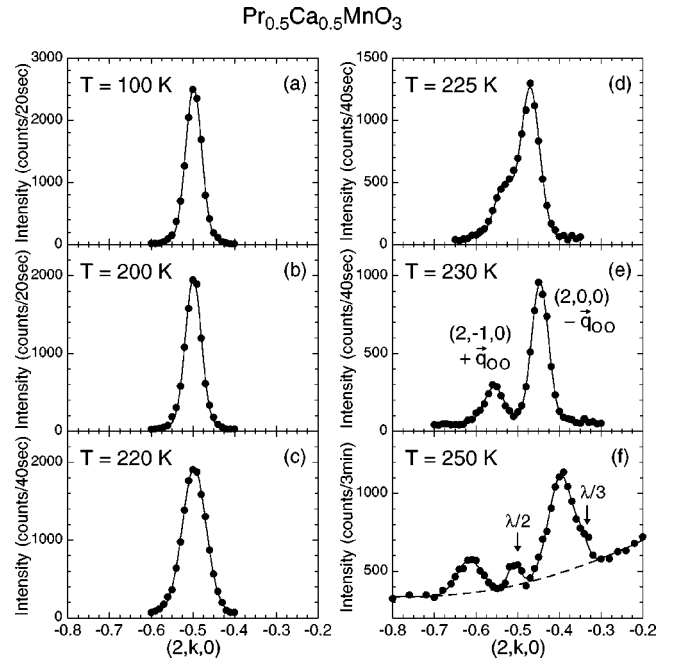 Pr0.5Ca0.5MnO3
3000
2000
1000
0
Intensity (counts/20sec)
T = 100 K
(a)
2000
1000
0
Intensity (counts/20sec)
T = 200 K
(b)
2000
1000
0
Intensity (counts/40sec)
T = 220 K
(c)
-0.8 -0.7 -0.6 -0.5 -0.4 -0.3 -0.2
(2,k,0)
1500
1000
500
0
Intensity (counts/40sec)
T = 225 K
(d)
1000
500
0
Intensity (counts/40sec)
T = 230 K
(e)
(2,0,0)
− q⃗OO
(2,-1,0)
+ q⃗OO
1000
500
0
Intensity (counts/3min)
T = 250 K
(f)
λ/2
λ/3
-0.8 -0.7 -0.6 -0.5 -0.4 -0.3 -0.2
(2,k,0)